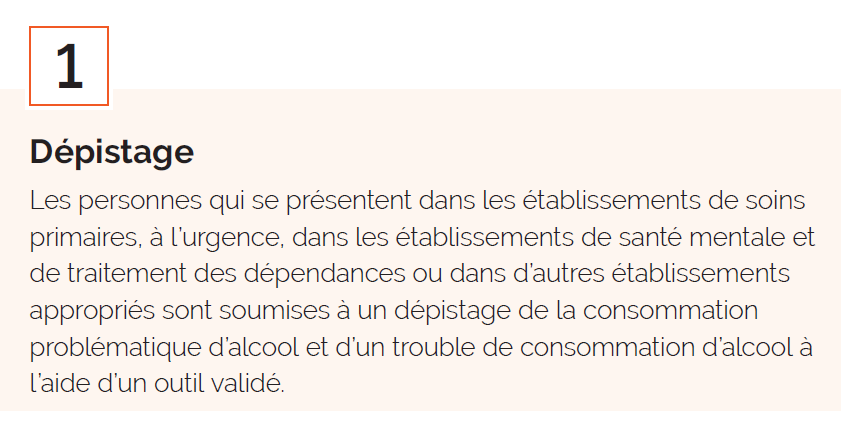 1
Dépistage
Les personnes qui se présentent dans les établissements de soins
primaires, à l’urgence, dans les établissements de santé mentale et
de traitement des dépendances ou dans d’autres établissements
appropriés sont soumises à un dépistage de la consommation
problématique d’alcool et d’un trouble de consommation d’alcool à
l’aide d’un outil validé.